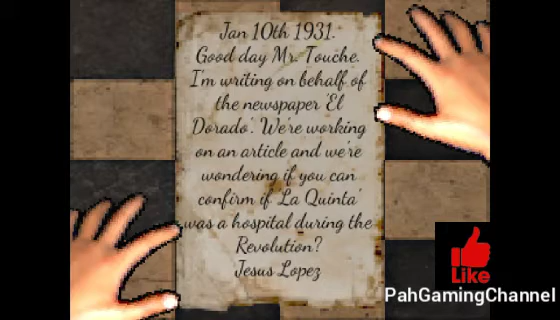 Jan 10th 1931.
Good day Mr. Touche.
I'm writing on behalf of
the newspaper 'El
Dorado'. We're working
on an article and we're
wondering if you can
confirm if 'La Quinta'
was a hospital during the
Revolution?
Jesus Lopez
Like
PahGamingChannel